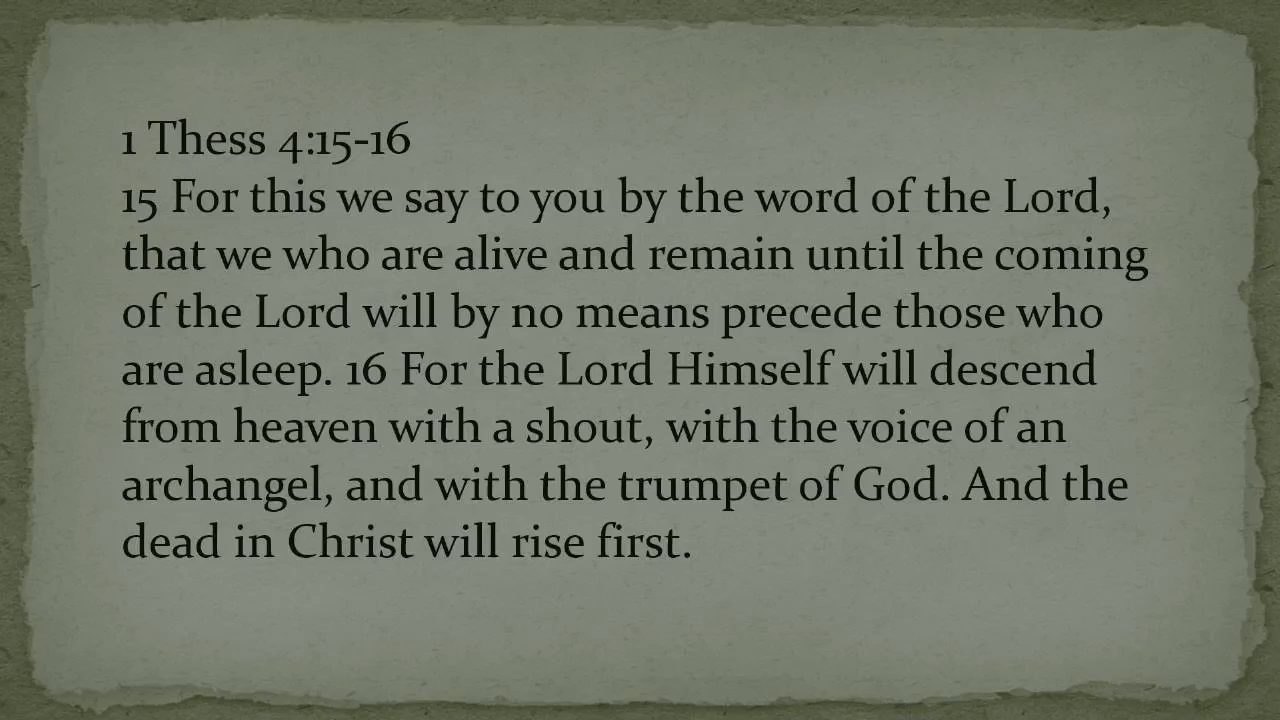 1 Thess 4:15-16
15 For this we say to you by the word of the Lord,
that we who are alive and remain until the coming
of the Lord will by no means precede those who
are asleep. 16 For the Lord Himself will descend
from heaven with a shout, with the voice of an
archangel, and with the trumpet of God. And the
dead in Christ will rise first.